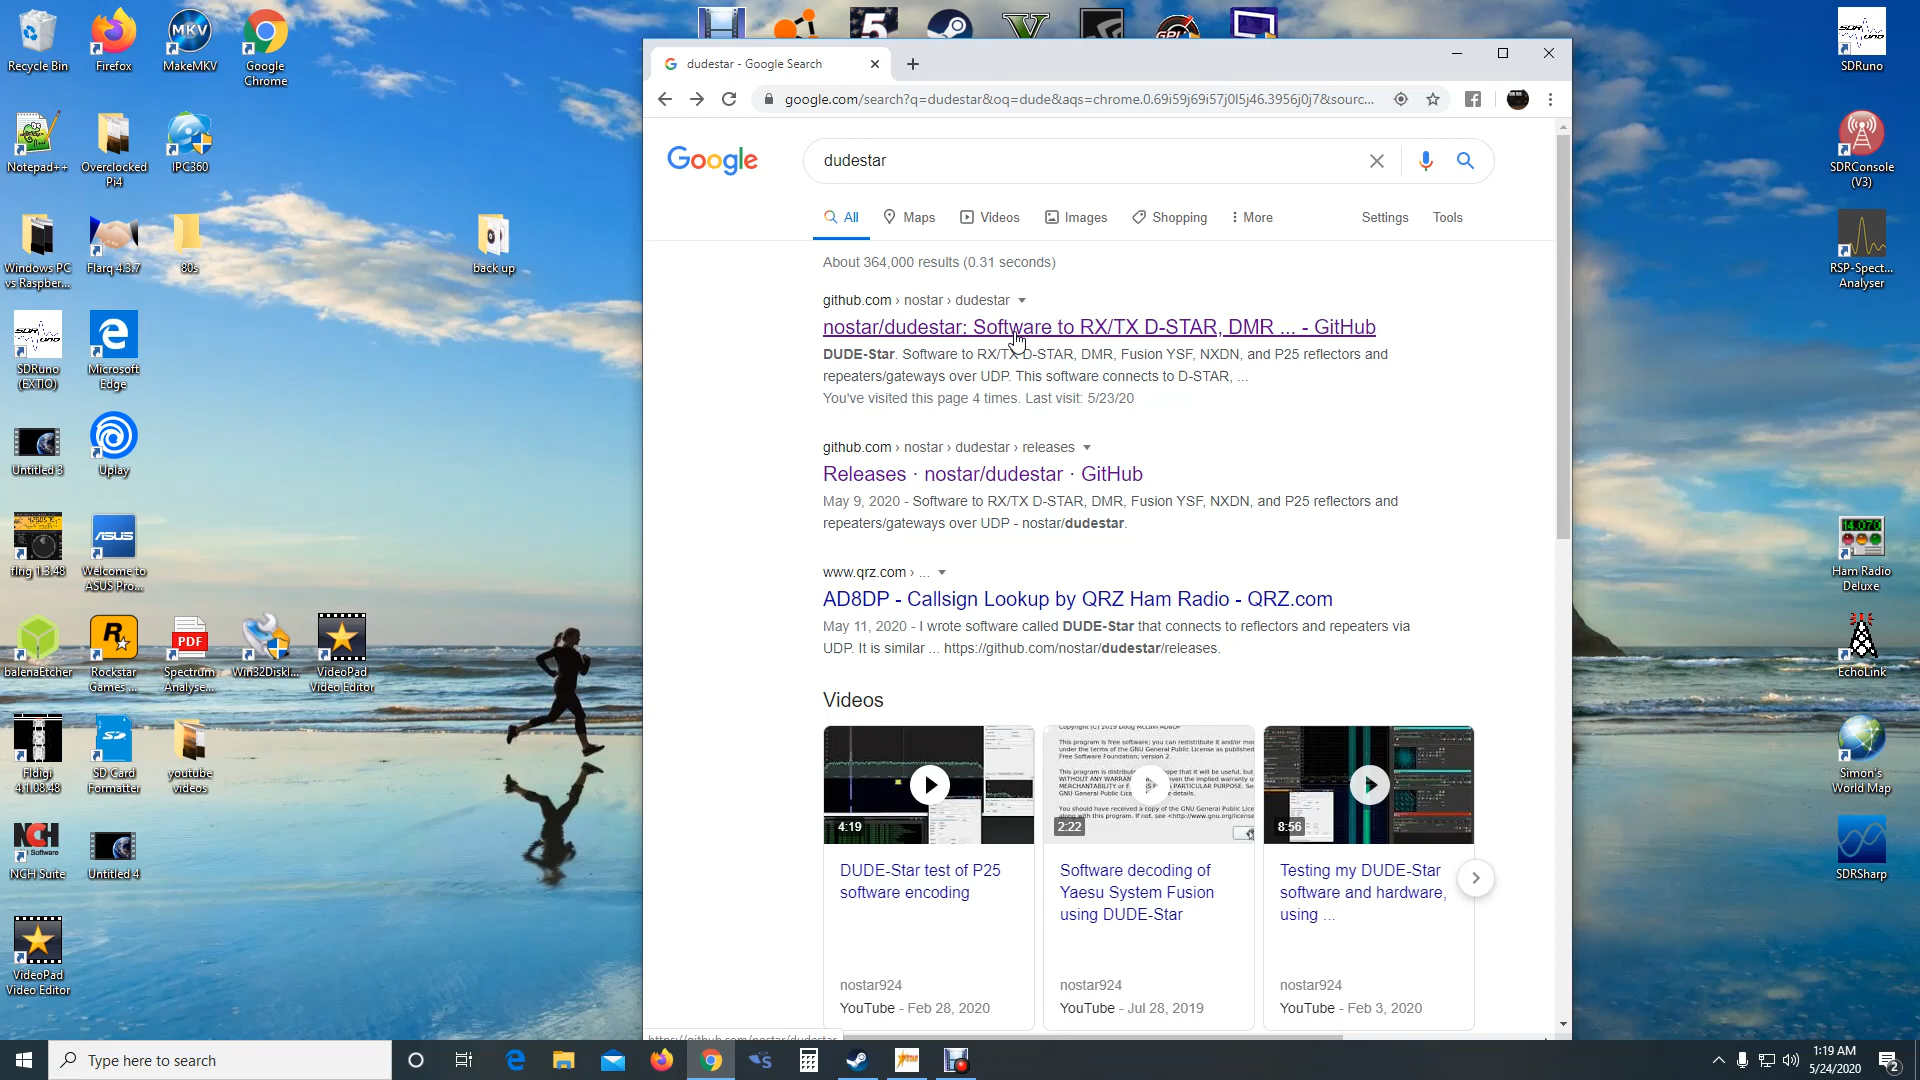 Recycle Bin
Firefox
MakeMKV
Google
Chrome
Notepad++
Overclocked
Pi4
IPC360
Windows PC
vs Raspber...
Flarq 4.3.7
80s
back up
SDRuno
(EXTIO)
Microsoft
Edge
Untitled 3
Uplay
flrig 1.3.48
Welcome to
ASUS Pro...
balenaEtcher
Rockstar
Games ...
Spectrum
Analyse...
Win32DiskI...
VideoPad
Video Editor
Fldigi
4.1.08.48
SD Card
Formatter
youtube
videos
NCH Suite
Untitled 4
VideoPad
Video Editor
dudestar - Google Search
google.com/search?q=dudestar&oq=dude&aqs=chrome.0.69i59j69i57j0l5j46.3956j0j7&sourc...
Google
dudestar
All
Maps
Videos
Images
Shopping
More
Settings
Tools
About 364,000 results (0.31 seconds)
github.com › nostar › dudestar
nostar/dudestar: Software to RX/TX D-STAR, DMR ... - GitHub
DUDE-Star. Software to RX/TX D-STAR, DMR, Fusion YSF, NXDN, and P25 reflectors and
repeaters/gateways over UDP. This software connects to D-STAR, ...
You've visited this page 4 times. Last visit: 5/23/20
github.com › nostar › dudestar › releases
Releases · nostar/dudestar · GitHub
May 9, 2020 - Software to RX/TX D-STAR, DMR, Fusion YSF, NXDN, and P25 reflectors and
repeaters/gateways over UDP - nostar/dudestar.
www.qrz.com › ...
AD8DP - Callsign Lookup by QRZ Ham Radio - QRZ.com
May 11, 2020 - I wrote software called DUDE-Star that connects to reflectors and repeaters via
UDP. It is similar ... https://github.com/nostar/dudestar/releases.
Videos
4:19
2:22
8:56
DUDE-Star test of P25
software encoding
nostar924
YouTube - Feb 28, 2020
Software decoding of
Yaesu System Fusion
using DUDE-Star
nostar924
YouTube - Jul 28, 2019
Testing my DUDE-Star
software and hardware,
using ...
nostar924
YouTube - Feb 3, 2020
https://github.com/nostar/dudestar
SDRuno
SDRConsole
(V3)
RSP-Spect...
Analyser
14.070
Ham Radio
Deluxe
EchoLink
Simon's
World Map
SDRSharp
Type here to search
1:19 AM
5/24/2020
2